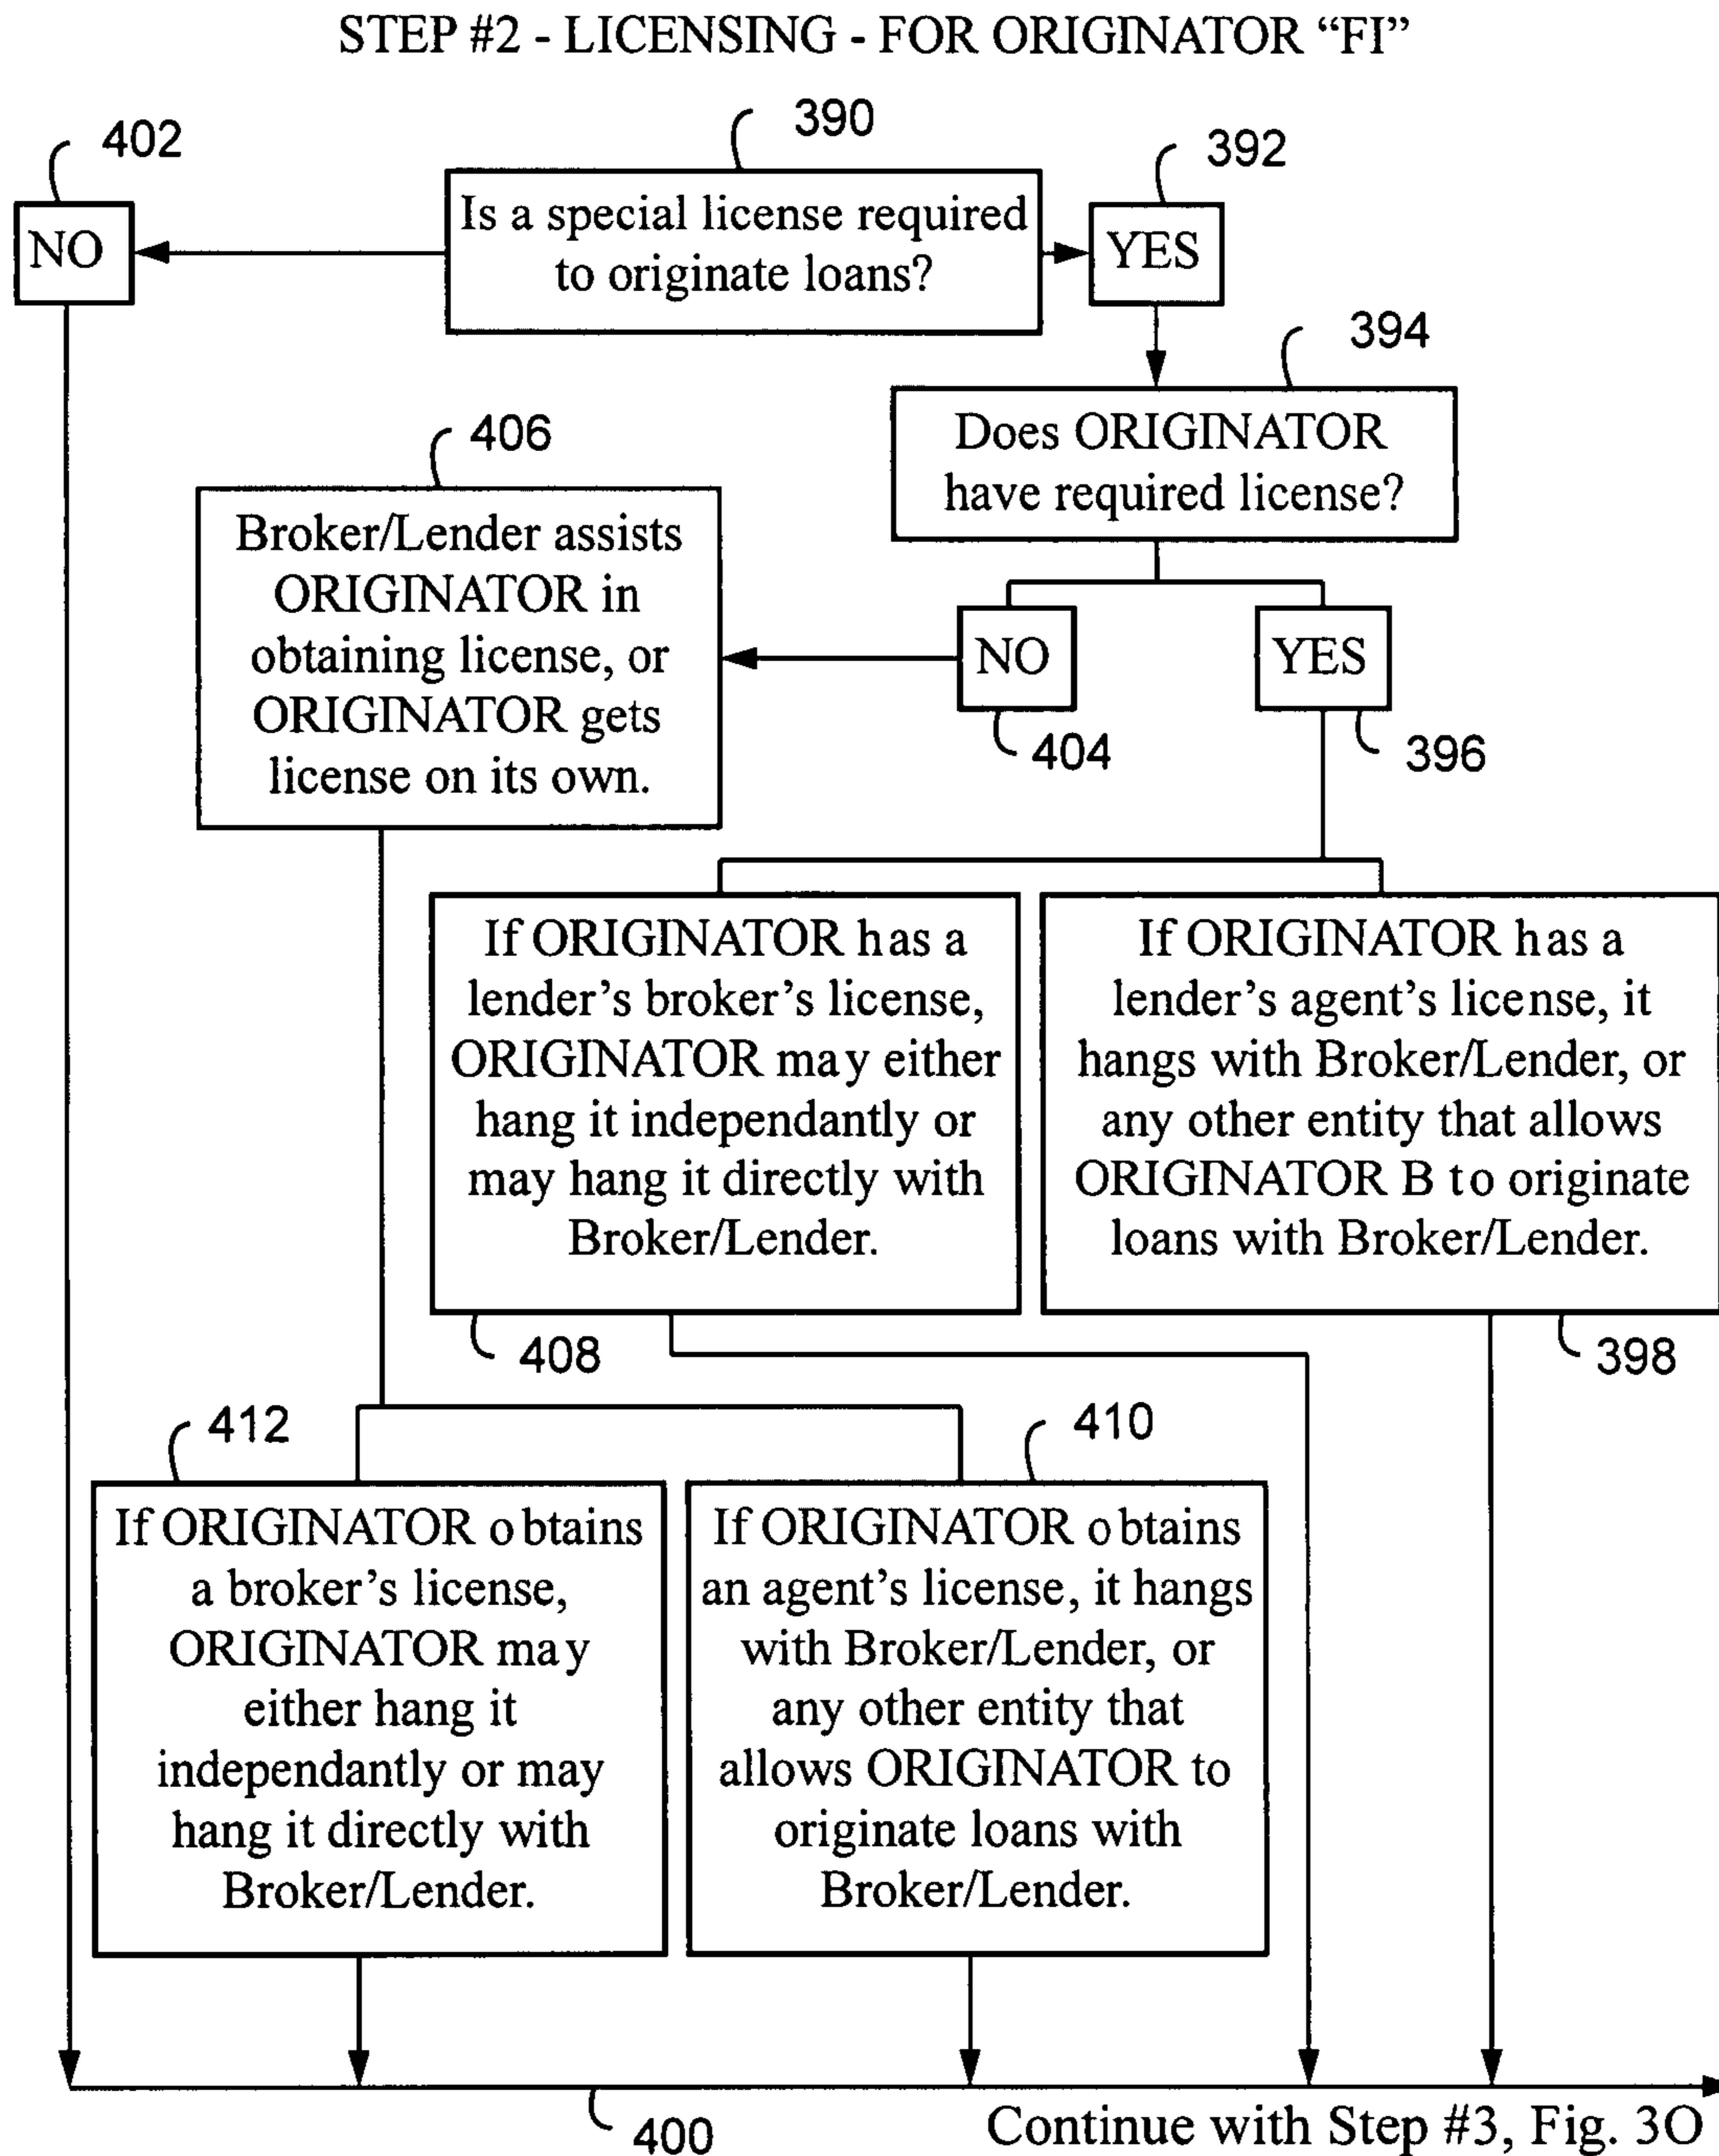 STEP #2 - LICENSING - FOR ORIGINATOR “FI”
402
390
392
NO
Is a special license required
to originate loans?
YES
394
Does ORIGINATOR
have required license?
406
Broker/Lender assists
ORIGINATOR in
obtaining license, or
ORIGINATOR gets
license on its own.
NO
YES
404
396
If ORIGINATOR has a
lender’s broker’s license,
ORIGINATOR may either
hang it independantly or
may hang it directly with
Broker/Lender.
408
If ORIGINATOR has a
lender’s agent’s license, it
hangs with Broker/Lender, or
any other entity that allows
ORIGINATOR B to originate
loans with Broker/Lender.
398
412
If ORIGINATOR obtains
a broker’s license,
ORIGINATOR may
either hang it
independantly or may
hang it directly with
Broker/Lender.
410
If ORIGINATOR obtains
an agent’s license, it hangs
with Broker/Lender, or
any other entity that
allows ORIGINATOR to
originate loans with
Broker/Lender.
400
Continue with Step #3, Fig. 3O